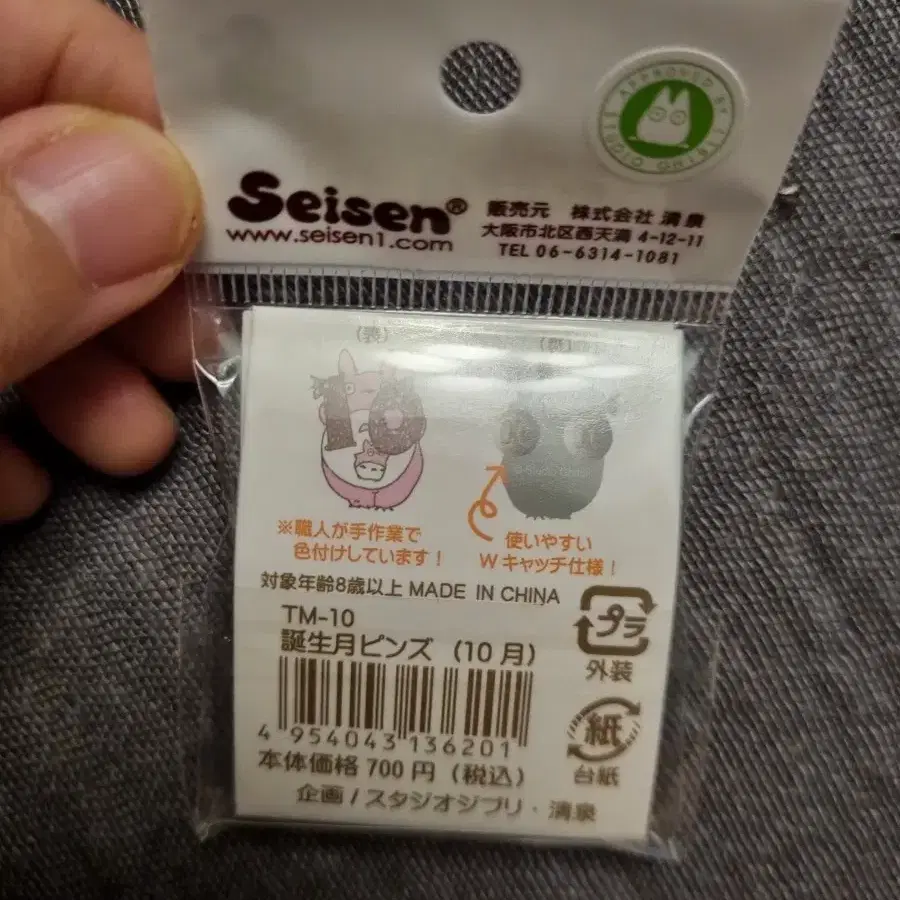 APPROVED BY STUDIO GHIBLI
Seisen®
www.seisen1.com
販売元 株式会社 清泉
大阪市北区西天満 4-12-11
TEL 06-6314-1081
(表)
(裏)
10
※職人が手作業で
色付けしています!
使いやすい
Wキャッチ仕様!
対象年齢8歳以上 MADE IN CHINA
TM-10
誕生月ピンズ (10月)
プラ
外装
4 954043 136201
紙
台紙
本体価格 700円 (税込)
企画/スタジオジブリ・清泉